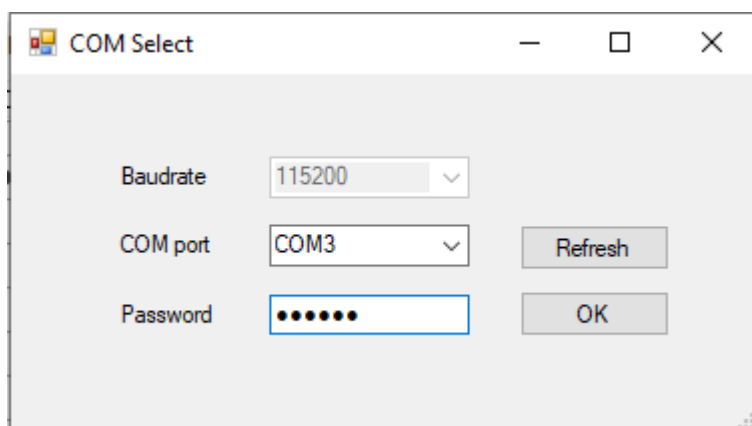 COM Select
Baudrate 115200
COM port COM3 Refresh
Password •••••• OK